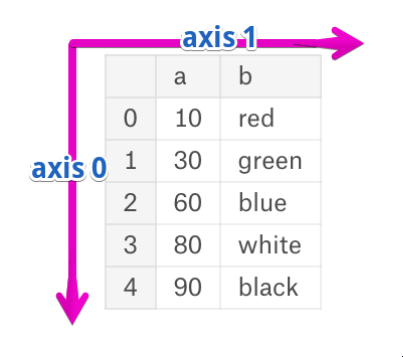 axis 1
a b
0 10 red
axis 0 1 30 green
2 60 blue
3 80 white
4 90 black